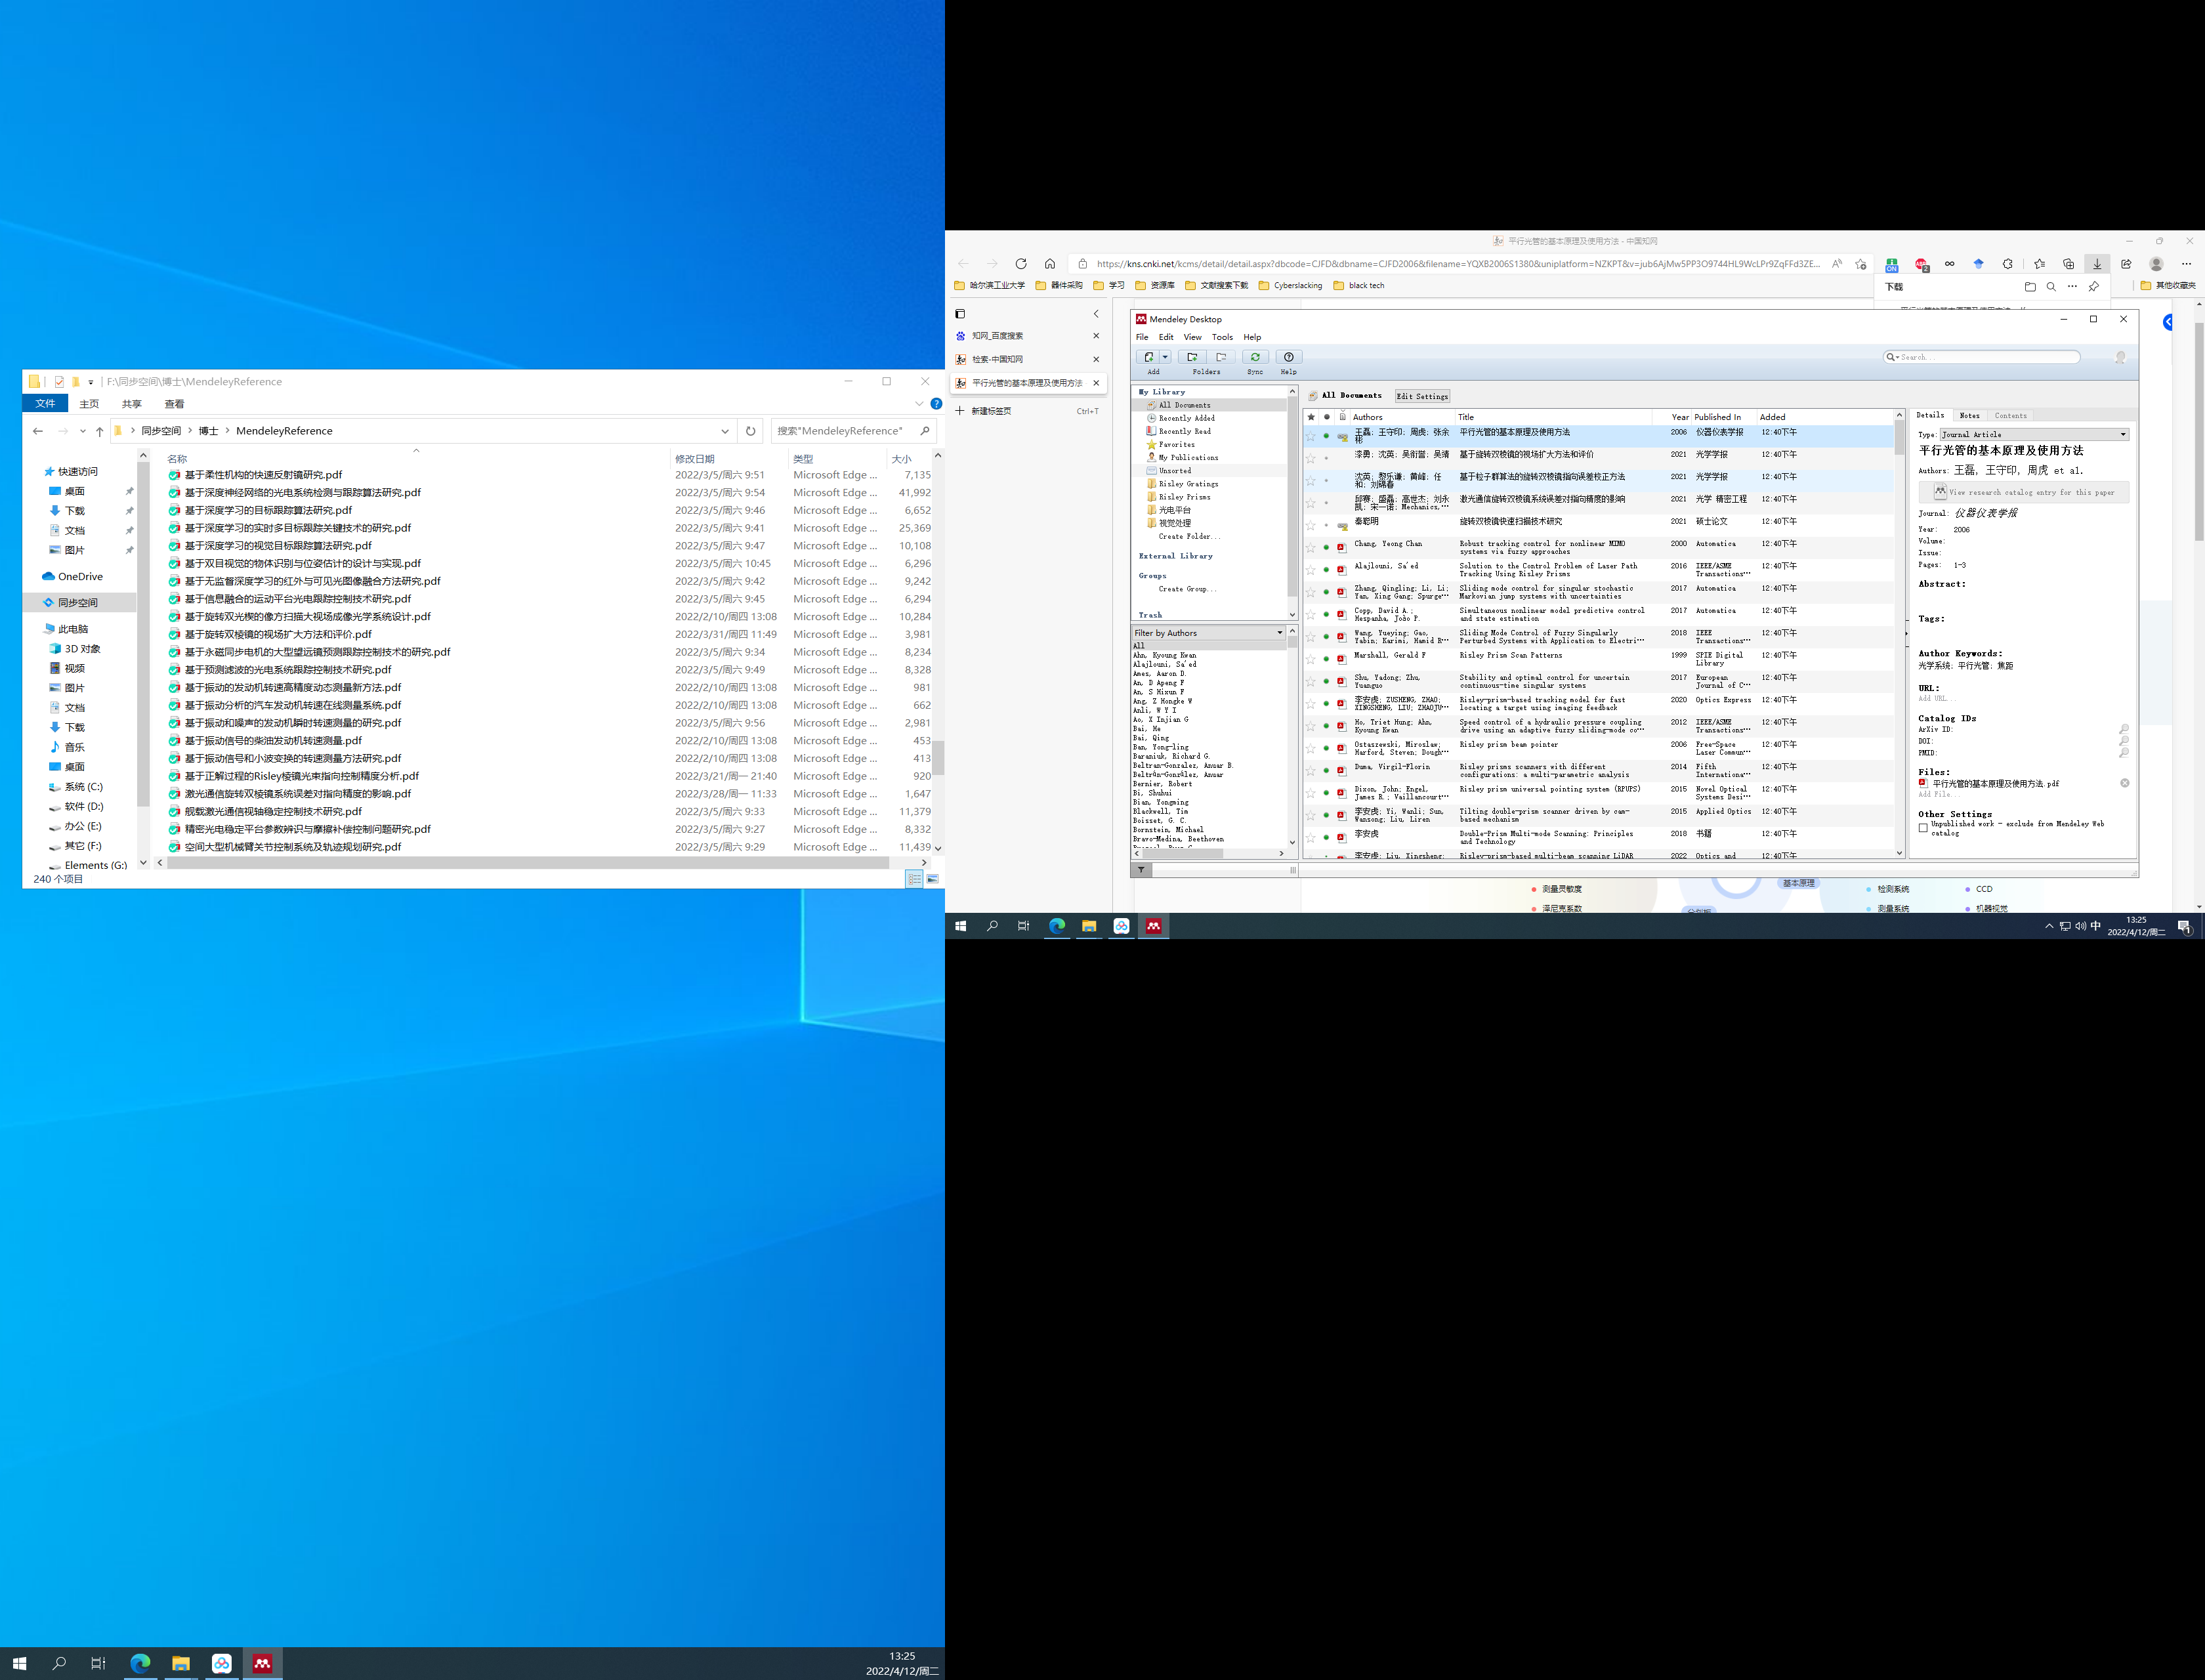 F:\同步空间\博士\MendeleyReference
文件 主页 共享 查看
同步空间 博士 MendeleyReference
搜索"MendeleyReference"
快速访问
桌面
下载
文档
图片
OneDrive
同步空间
此电脑
3D 对象
视频
图片
文档
下载
音乐
桌面
系统 (C:)
软件 (D:)
办公 (E:)
其它 (F:)
Elements (G:)
名称 修改日期 类型 大小
基于柔性机构的快速反射镜研究.pdf 2022/3/5/周六 9:51 Microsoft Edge ... 7,135
基于深度神经网络的光电系统检测与跟踪算法研究.pdf 2022/3/5/周六 9:54 Microsoft Edge ... 41,992
基于深度学习的目标跟踪算法研究.pdf 2022/3/5/周六 9:46 Microsoft Edge ... 6,652
基于深度学习的实时多目标跟踪关键技术的研究.pdf 2022/3/5/周六 9:41 Microsoft Edge ... 25,369
基于深度学习的视觉目标跟踪算法研究.pdf 2022/3/5/周六 9:47 Microsoft Edge ... 10,108
基于双目视觉的物体识别与位姿估计的设计与实现.pdf 2022/3/5/周六 10:45 Microsoft Edge ... 6,296
基于无监督深度学习的红外与可见光图像融合方法研究.pdf 2022/3/5/周六 9:42 Microsoft Edge ... 9,242
基于信息融合的运动平台光电跟踪控制技术研究.pdf 2022/3/5/周六 9:45 Microsoft Edge ... 6,294
基于旋转双光楔的像方扫描大视场成像光学系统设计.pdf 2022/2/10/周四 13:08 Microsoft Edge ... 10,284
基于旋转双棱镜的视场扩大方法和评价.pdf 2022/3/31/周四 11:49 Microsoft Edge ... 3,981
基于永磁同步电机的大型望远镜预测跟踪控制技术的研究.pdf 2022/3/5/周六 9:34 Microsoft Edge ... 8,234
基于预测滤波的光电系统跟踪控制技术研究.pdf 2022/3/5/周六 9:49 Microsoft Edge ... 8,328
基于振动的发动机转速高精度动态测量新方法.pdf 2022/2/10/周四 13:08 Microsoft Edge ... 981
基于振动分析的汽车发动机转速在线测量系统.pdf 2022/2/10/周四 13:08 Microsoft Edge ... 662
基于振动和噪声的发动机瞬时转速测量的研究.pdf 2022/3/5/周六 9:56 Microsoft Edge ... 2,981
基于振动信号的柴油发动机转速测量.pdf 2022/2/10/周四 13:08 Microsoft Edge ... 453
基于振动信号和小波变换的转速测量方法研究.pdf 2022/2/10/周四 13:08 Microsoft Edge ... 413
基于正解过程的Risley棱镜光束指向控制精度分析.pdf 2022/3/21/周一 21:40 Microsoft Edge ... 920
激光通信旋转双棱镜系统误差对指向精度的影响.pdf 2022/3/28/周一 11:33 Microsoft Edge ... 1,647
舰载激光通信视轴稳定控制技术研究.pdf 2022/3/5/周六 9:33 Microsoft Edge ... 11,379
精密光电稳定平台参数辨识与摩擦补偿控制问题研究.pdf 2022/3/5/周六 9:27 Microsoft Edge ... 8,332
空间大型机械臂关节控制系统及轨迹规划研究.pdf 2022/3/5/周六 9:29 Microsoft Edge ... 11,439
240 个项目
13:25
2022/4/12/周二
平行光管的基本原理及使用方法 - 中国知网
https://kns.cnki.net/kcms/detail/detail.aspx?dbcode=CJFD&dbname=CJFD2006&filename=YQXB2006S1380&uniplatform=NZKPT&v=jub6AjMw5PP3O9744HL9WcLPr9ZqFFd3ZE...
哈尔滨工业大学 器件采购 学习 资源库 文献搜索下载 Cyberslacking black tech
下载
其他收藏夹
知网_百度搜索
检索-中国知网
平行光管的基本原理及使用方法
新建标签页 Ctrl+T
Mendeley Desktop
File Edit View Tools Help
Add Folders Sync Help
Search...
My Library
All Documents
Recently Added
Recently Read
Favorites
My Publications
Unsorted
Risley Gratings
Risley Prisms
光电平台
视觉处理
Create Folder...
External Library
Groups
Create Group...
Trash
Filter by Authors
All
Ahn, Kyoung Kwan
Alajlouni, Sa'ed
Ames, Aaron D.
An, D Apeng F
An, S Hixun F
Ang, Z Hongke W
Anli, W Y I
Ao, X Injian G
Bai, He
Bai, Qing
Ban, Yong-ling
Baraniuk, Richard G.
Beltran-Gonzalez, Anuar B.
Beltrán-González, Anuar
Bernier, Robert
Bi, Shuhui
Bian, Yongming
Blackwell, Tim
Boisset, G. C.
Bornstein, Michael
Bravo-Medina, Beethoven
All Documents Edit Settings
Authors Title Year Published In Added
王磊; 王守印; 周虎; 张余彬 平行光管的基本原理及使用方法 2006 仪器仪表学报 12:40下午
漆勇; 沈英; 吴衔誉; 吴靖 基于旋转双棱镜的视场扩大方法和评价 2021 光学学报 12:40下午
沈英; 黎乐谦; 黄峰; 任和; 刘锦春 基于粒子群算法的旋转双棱镜指向误差校正方法 2021 光学学报 12:40下午
邱赛; 盛磊; 高世杰; 刘永凯; 宋一诺; Mechanics,… 激光通信旋转双棱镜系统误差对指向精度的影响 2021 光学 精密工程 12:40下午
秦聪明 旋转双棱镜快速扫描技术研究 2021 硕士论文 12:40下午
Chang, Yeong Chan Robust tracking control for nonlinear MIMO systems via fuzzy approaches 2000 Automatica 12:40下午
Alajlouni, Sa'ed Solution to the Control Problem of Laser Path Tracking Using Risley Prisms 2016 IEEE/ASME Transactions… 12:40下午
Zhang, Qingling; Li, Li; Yan, Xing Gang; Spurge… Sliding mode control for singular stochastic Markovian jump systems with uncertainties 2017 Automatica 12:40下午
Copp, David A.; Hespanha, João P. Simultaneous nonlinear model predictive control and state estimation 2017 Automatica 12:40下午
Wang, Yueying; Gao, Yabin; Karimi, Hamid R… Sliding Mode Control of Fuzzy Singularly Perturbed Systems with Application to Electri… 2018 IEEE Transactions… 12:40下午
Marshall, Gerald F Risley Prism Scan Patterns 1999 SPIE Digital Library 12:40下午
Shu, Yadong; Zhu, Yuanguo Stability and optimal control for uncertain continuous-time singular systems 2017 European Journal of C… 12:40下午
李安虎; ZUSHENG, ZHAO; XINGSHENG, LIU; ZHAOJU… Risley-prism-based tracking model for fast locating a target using imaging feedback 2020 Optics Express 12:40下午
Ho, Triet Hung; Ahn, Kyoung Kwan Speed control of a hydraulic pressure coupling drive using an adaptive fuzzy sliding-mode co… 2012 IEEE/ASME Transactions… 12:40下午
Ostaszewski, Miroslaw; Harford, Steven; Dough… Risley prism beam pointer 2006 Free-Space Laser Commun… 12:40下午
Duma, Virgil-Florin Risley prisms scanners with different configurations: a multi-parametric analysis 2014 Fifth Internationa… 12:40下午
Dixon, John; Engel, James R.; Vaillancourt… Risley prism universal pointing system (RPUPS) 2015 Novel Optical Systems Desi… 12:40下午
李安虎; Yi, Wanli; Sun, Wansong; Liu, Liren Tilting double-prism scanner driven by cam-based mechanism 2015 Applied Optics 12:40下午
李安虎 Double-Prism Multi-mode Scanning: Principles and Technology 2018 书籍 12:40下午
李安虎; Liu, Xingsheng; Risley-prism-based multi-beam scanning LiDAR 2022 Optics and 12:40下午
Details Notes Contents
Type: Journal Article
平行光管的基本原理及使用方法
Authors: 王磊, 王守印, 周虎 et al.
View research catalog entry for this paper
Journal: 仪器仪表学报
Year: 2006
Volume:
Issue:
Pages: 1-3
Abstract:
Tags:
Author Keywords:
光学系统; 平行光管; 焦距
URL:
Add URL...
Catalog IDs
ArXiv ID:
DOI:
PMID:
Files:
平行光管的基本原理及使用方法.pdf
Add File...
Other Settings
Unpublished work – exclude from Mendeley Web catalog
测量灵敏度 基本原理 检测系统 CCD
泽尼克系数 分划板 测量系统 机器视觉
中
13:25
2022/4/12/周二